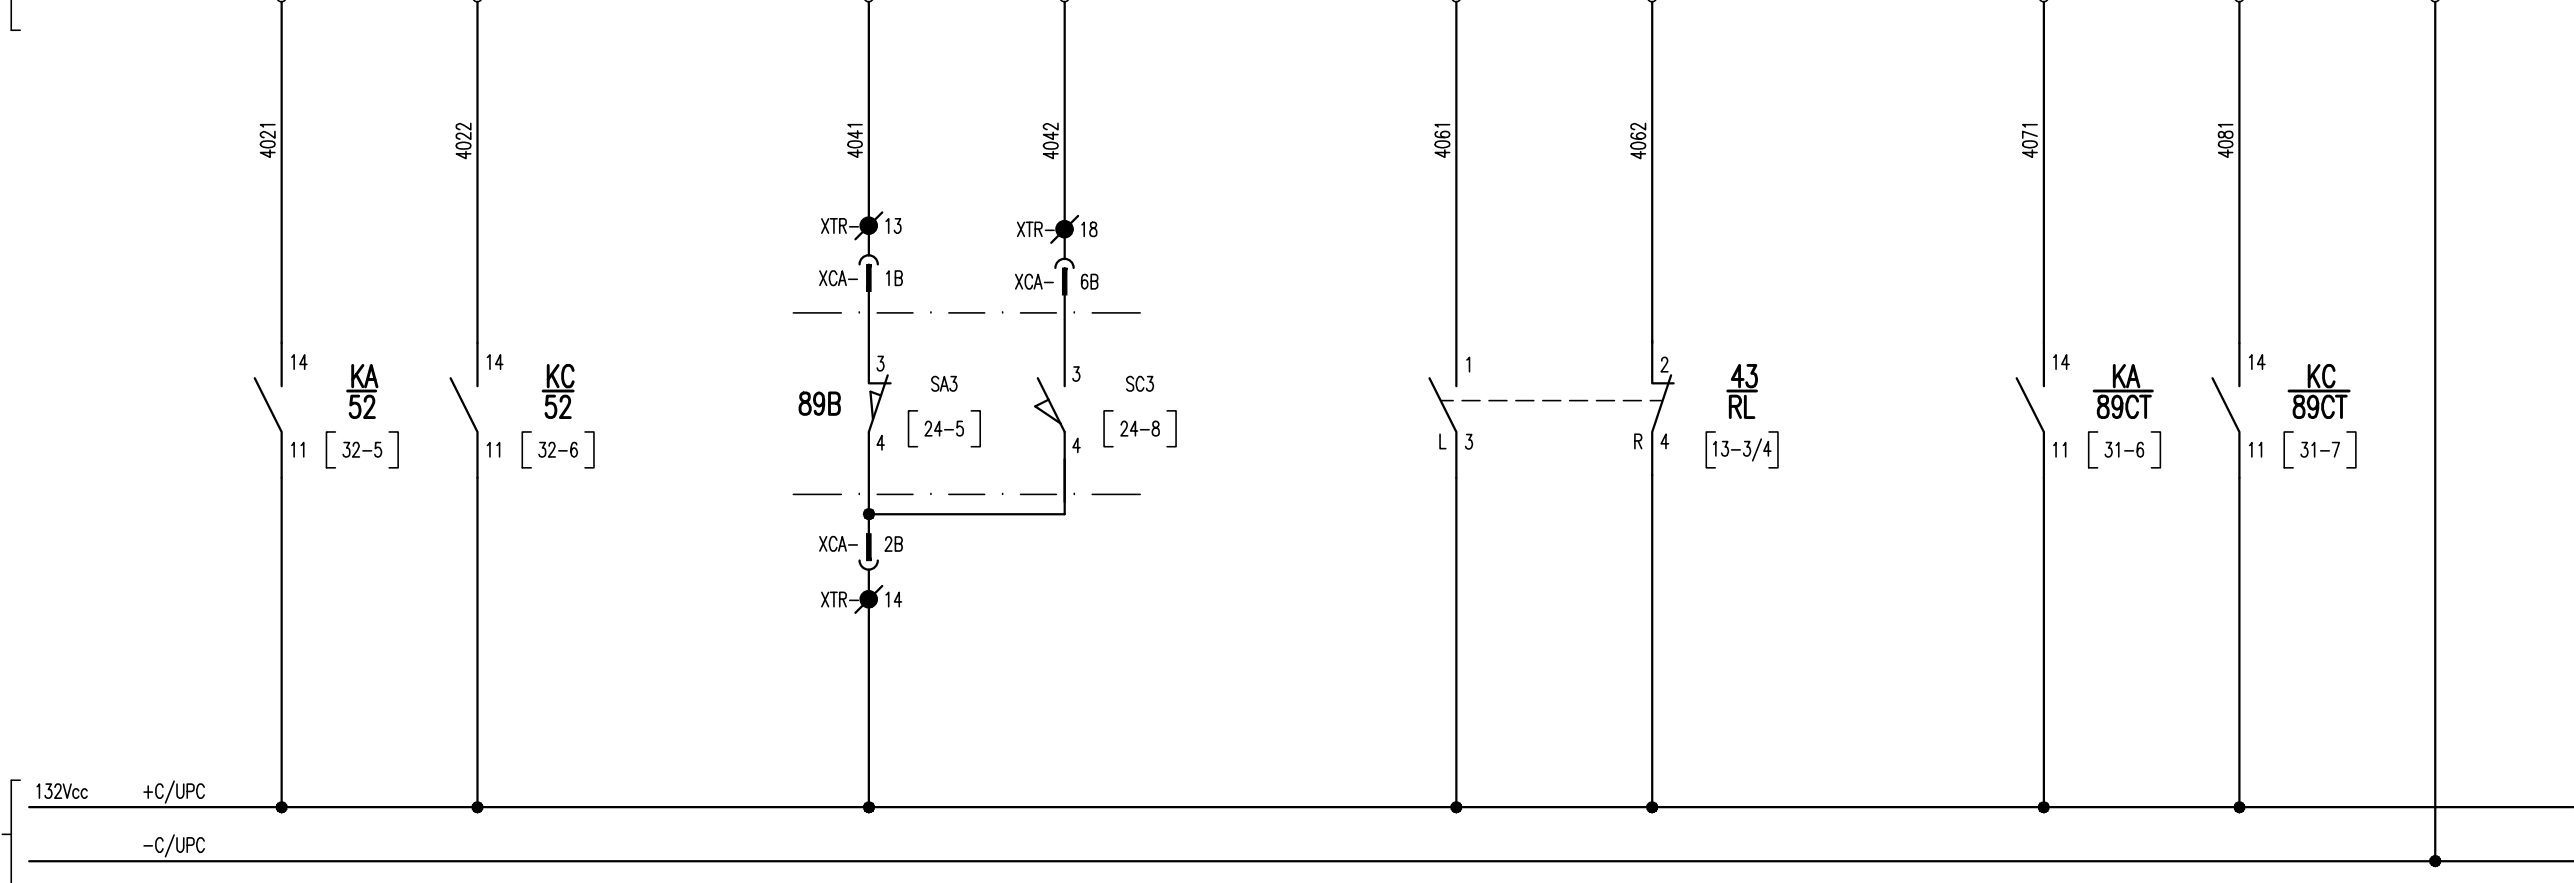 4021
4022
4041
4042
4061
4062
4071
4081
XTR- 13
XTR- 18
XCA- 1B
XCA- 6B
14
KA
52
11
32-5
14
KC
52
11
32-6
89B
3
4
SA3
24-5
3
4
SC3
24-8
1
L 3
2
R 4
43
RL
13-3/4
14
KA
89CT
11
31-6
14
KC
89CT
11
31-7
XCA- 2B
XTR- 14
132Vcc +C/UPC
-C/UPC